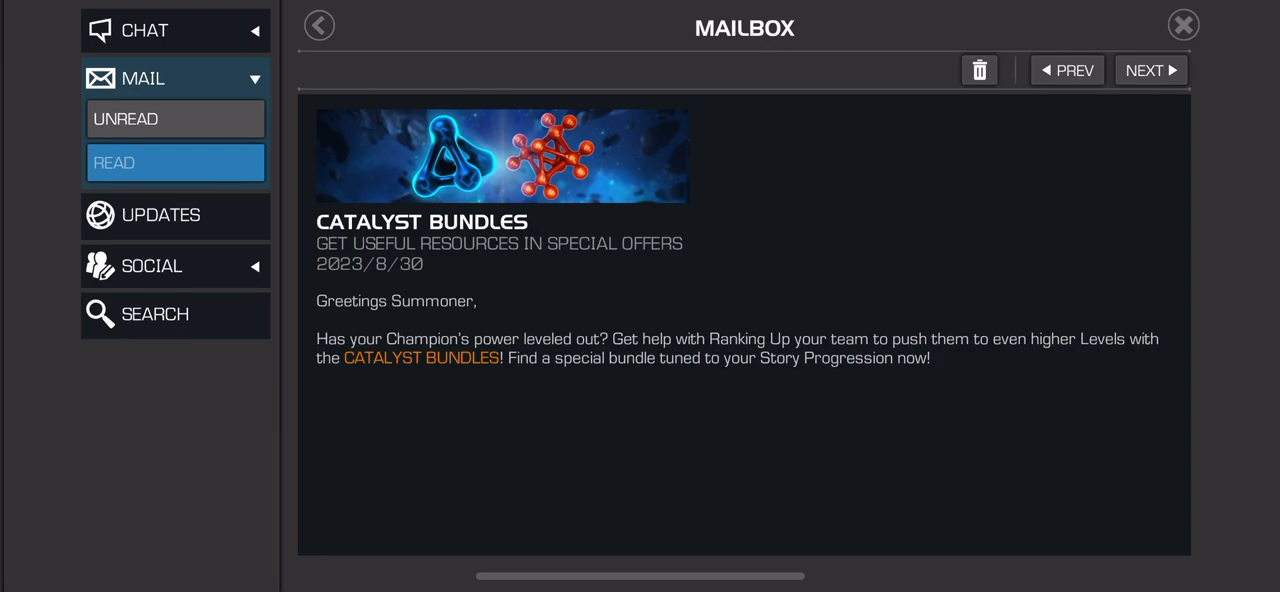 CHAT
MAIL
UNREAD
READ
UPDATES
SOCIAL
SEARCH
MAILBOX
PREV
NEXT
CATALYST BUNDLES
GET USEFUL RESOURCES IN SPECIAL OFFERS
2023/8/30
Greetings Summoner,
Has your Champion's power leveled out? Get help with Ranking Up your team to push them to even higher Levels with
the CATALYST BUNDLES! Find a special bundle tuned to your Story Progression now!